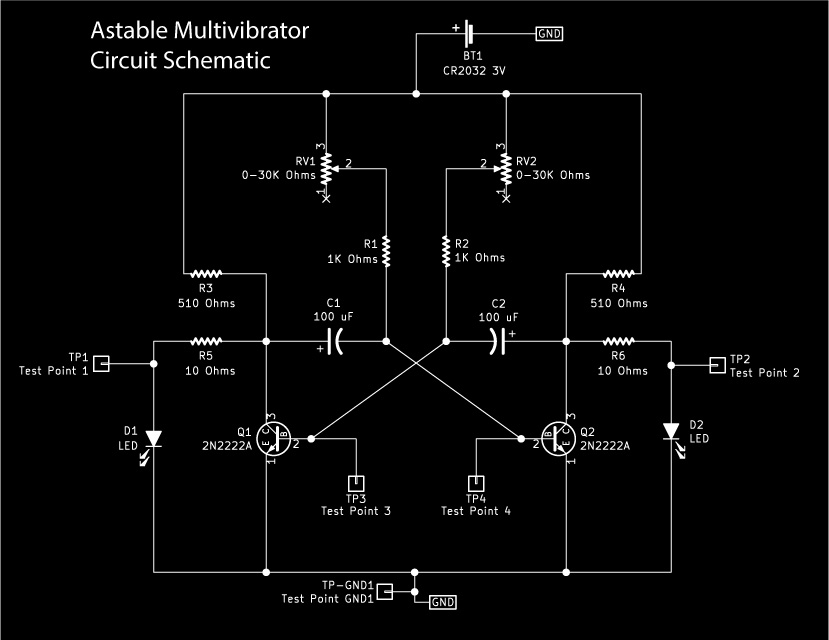 Astable Multivibrator
Circuit Schematic
+
GND
BT1
CR2032 3V
3
RV1
0-30K Ohms
2
1
3
RV2
0-30K Ohms
2
1
R1
1K Ohms
R2
1K Ohms
R3
510 Ohms
R4
510 Ohms
C1
100 uF
+
C2
100 uF
+
R5
10 Ohms
R6
10 Ohms
TP1
Test Point 1
TP2
Test Point 2
D1
LED
Q1
2N2222A
3
C
B
E
2
1
Q2
2N2222A
3
C
B
E
2
1
D2
LED
TP3
Test Point 3
TP4
Test Point 4
TP-GND1
Test Point GND1
GND